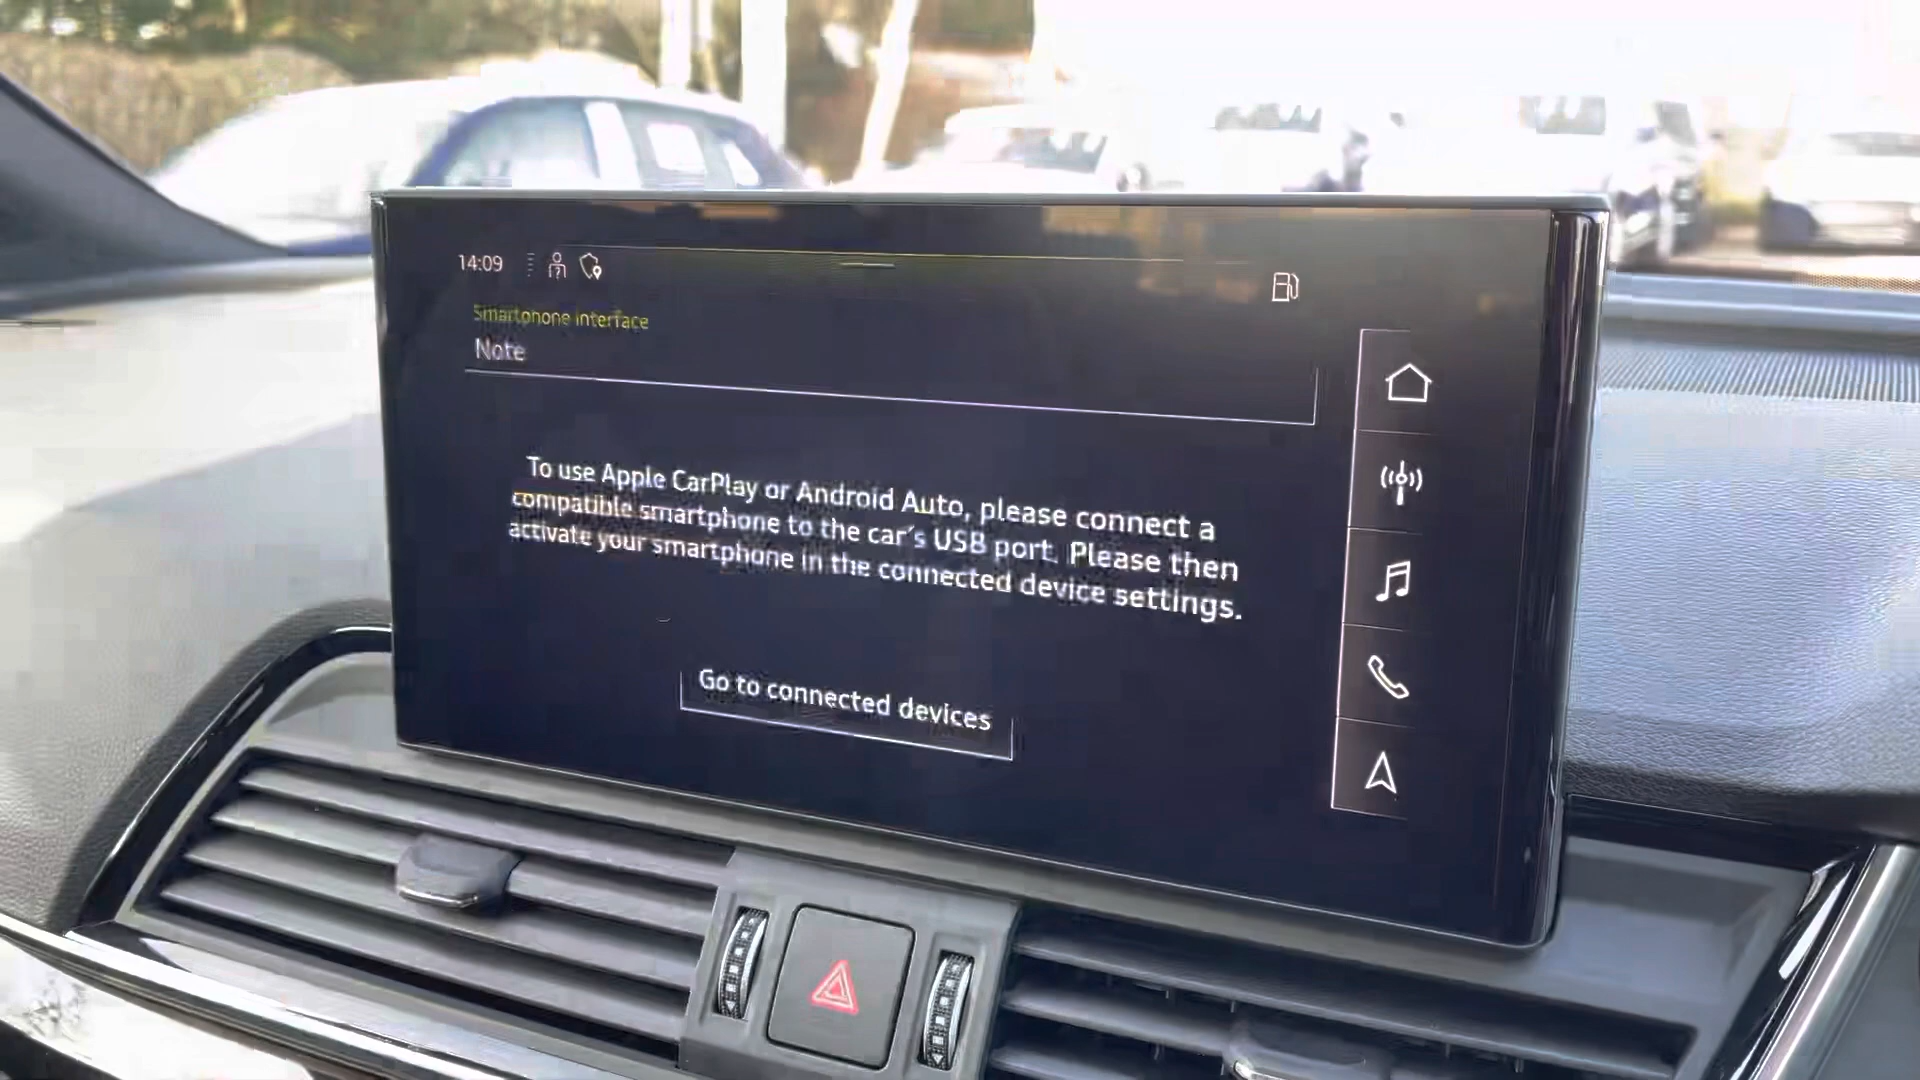 14:09
Smartphone interface
Note
To use Apple CarPlay or Android Auto, please connect a
compatible smartphone to the car's USB port. Please then
activate your smartphone in the connected device settings.
Go to connected devices